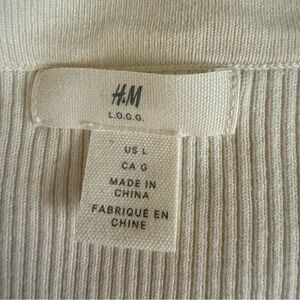 H&M
L.O.G.G.
US L
CA G
MADE IN
CHINA
FABRIQUE EN
CHINE